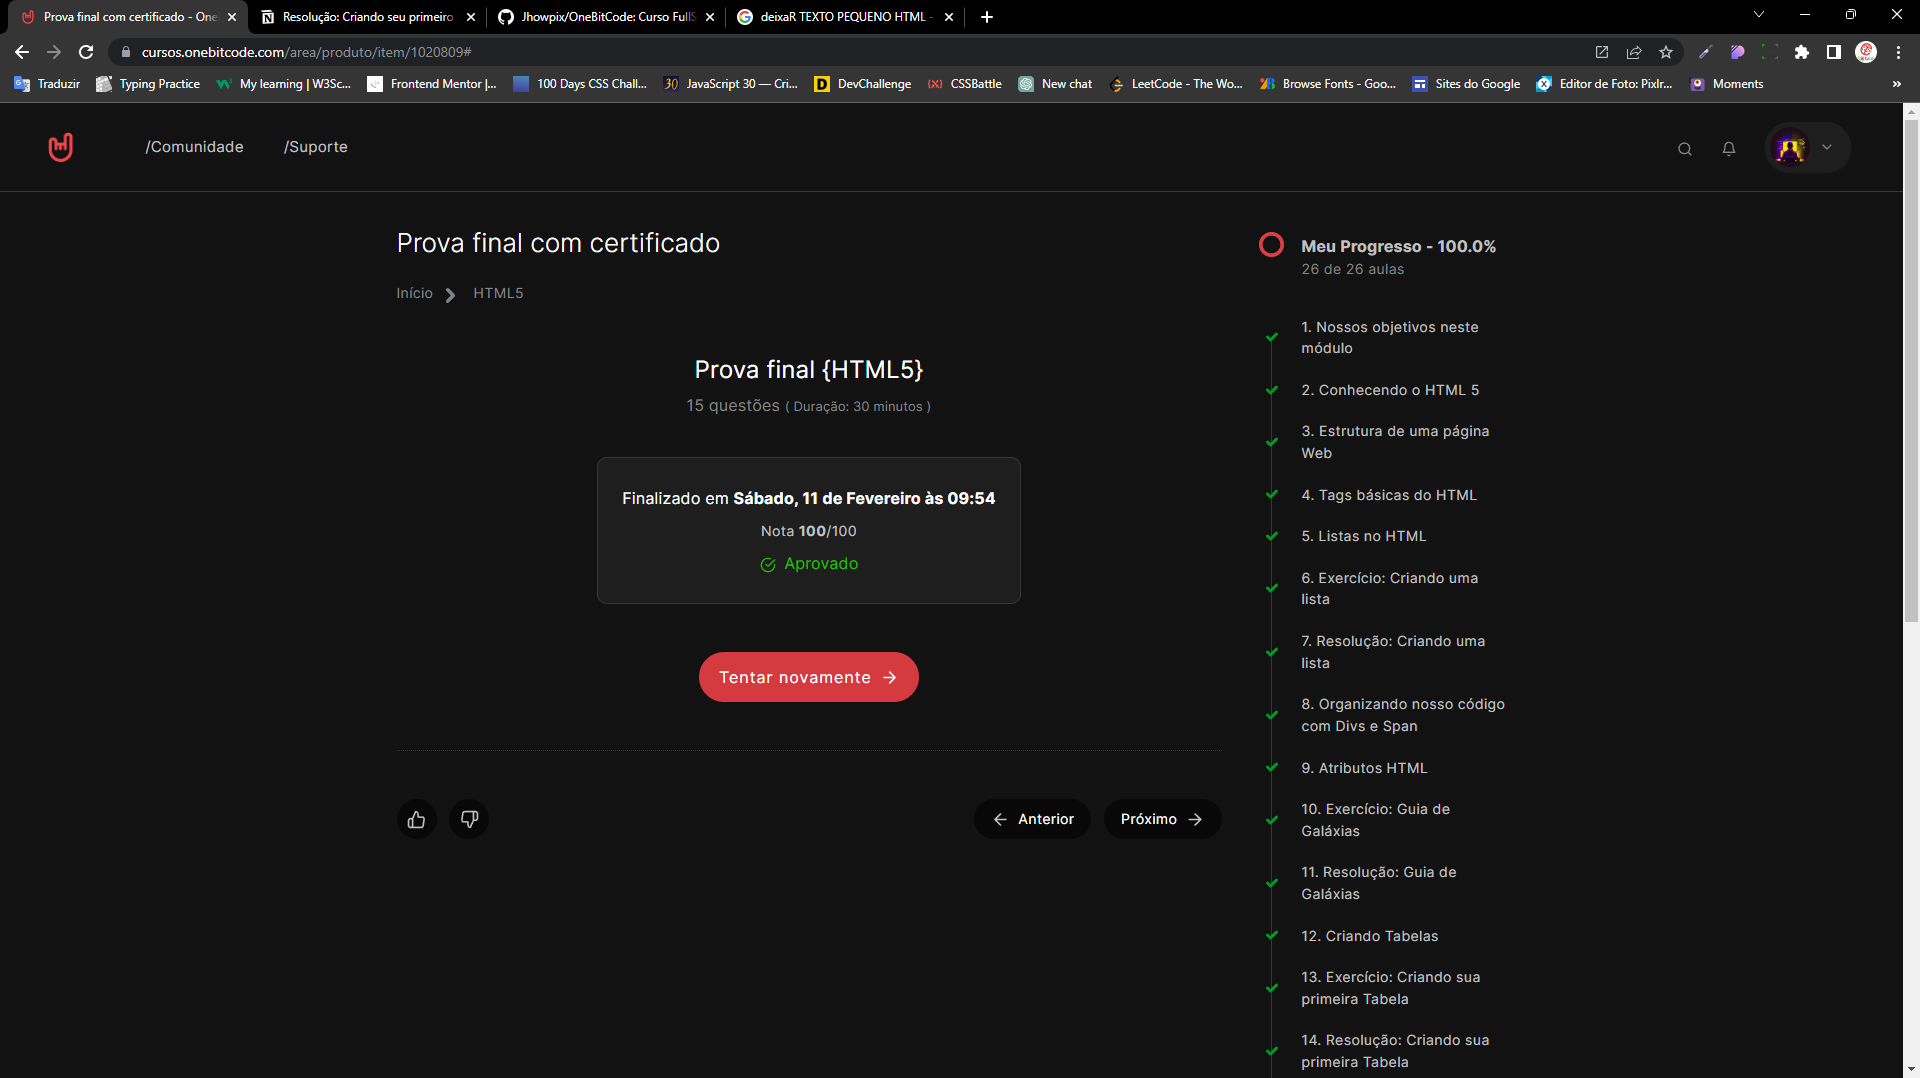 Prova final com certificado - One
Resolução: Criando seu primeiro
Jhowpix/OneBitCode: Curso FullS
deixaR TEXTO PEQUENO HTML -
cursos.onebitcode.com/area/produto/item/1020809#
Traduzir
Typing Practice
My learning | W3Sc...
Frontend Mentor |...
100 Days CSS Chall...
JavaScript 30 — Cri...
DevChallenge
CSSBattle
New chat
LeetCode - The Wo...
Browse Fonts - Goo...
Sites do Google
Editor de Foto: Pixlr...
Moments
/Comunidade
/Suporte
Prova final com certificado
Início
HTML5
Prova final {HTML5}
15 questões ( Duração: 30 minutos )
Finalizado em Sábado, 11 de Fevereiro às 09:54
Nota 100/100
Aprovado
Tentar novamente
Anterior
Próximo
Meu Progresso - 100.0%
26 de 26 aulas
1. Nossos objetivos neste
módulo
2. Conhecendo o HTML 5
3. Estrutura de uma página
Web
4. Tags básicas do HTML
5. Listas no HTML
6. Exercício: Criando uma
lista
7. Resolução: Criando uma
lista
8. Organizando nosso código
com Divs e Span
9. Atributos HTML
10. Exercício: Guia de
Galáxias
11. Resolução: Guia de
Galáxias
12. Criando Tabelas
13. Exercício: Criando sua
primeira Tabela
14. Resolução: Criando sua
primeira Tabela